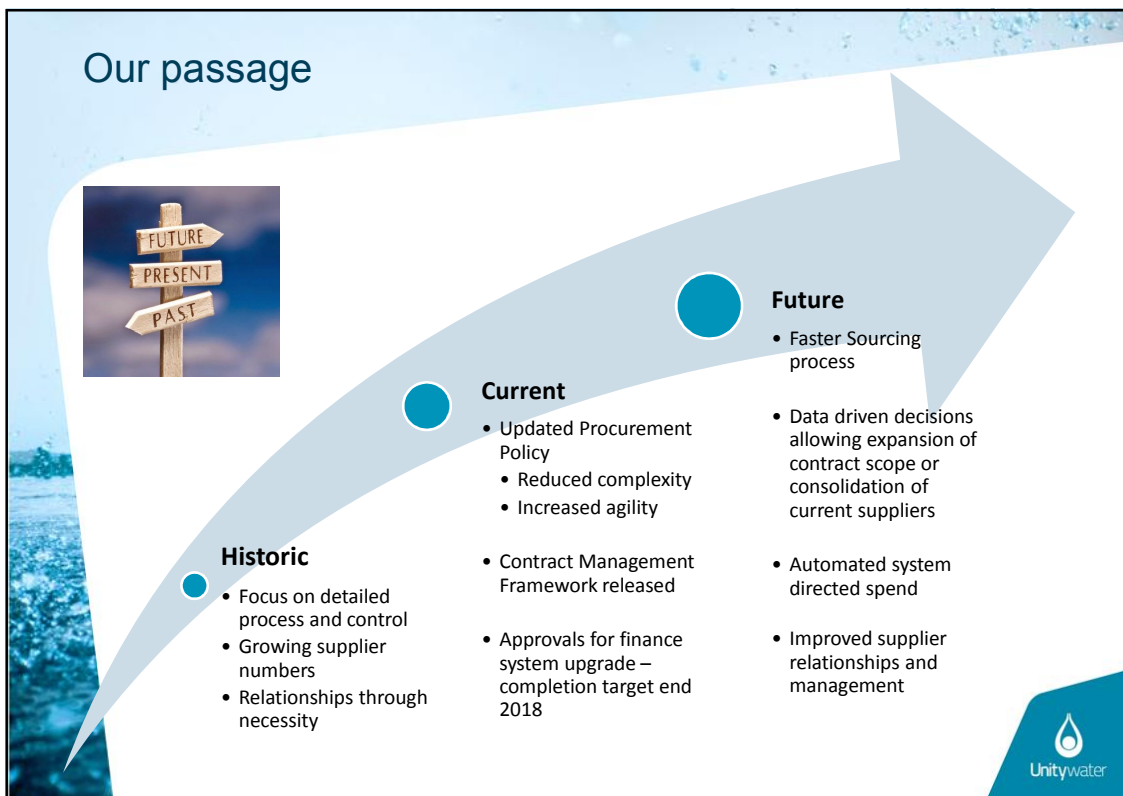 Our passage
FUTURE
PRESENT
PAST
Historic
• Focus on detailed
process and control
• Growing supplier
numbers
• Relationships through
necessity
Current
• Updated Procurement
Policy
• Reduced complexity
• Increased agility
• Contract Management
Framework released
• Approvals for finance
system upgrade –
completion target end
2018
Future
• Faster Sourcing
process
• Data driven decisions
allowing expansion of
contract scope or
consolidation of
current suppliers
• Automated system
directed spend
• Improved supplier
relationships and
management
Unitywater